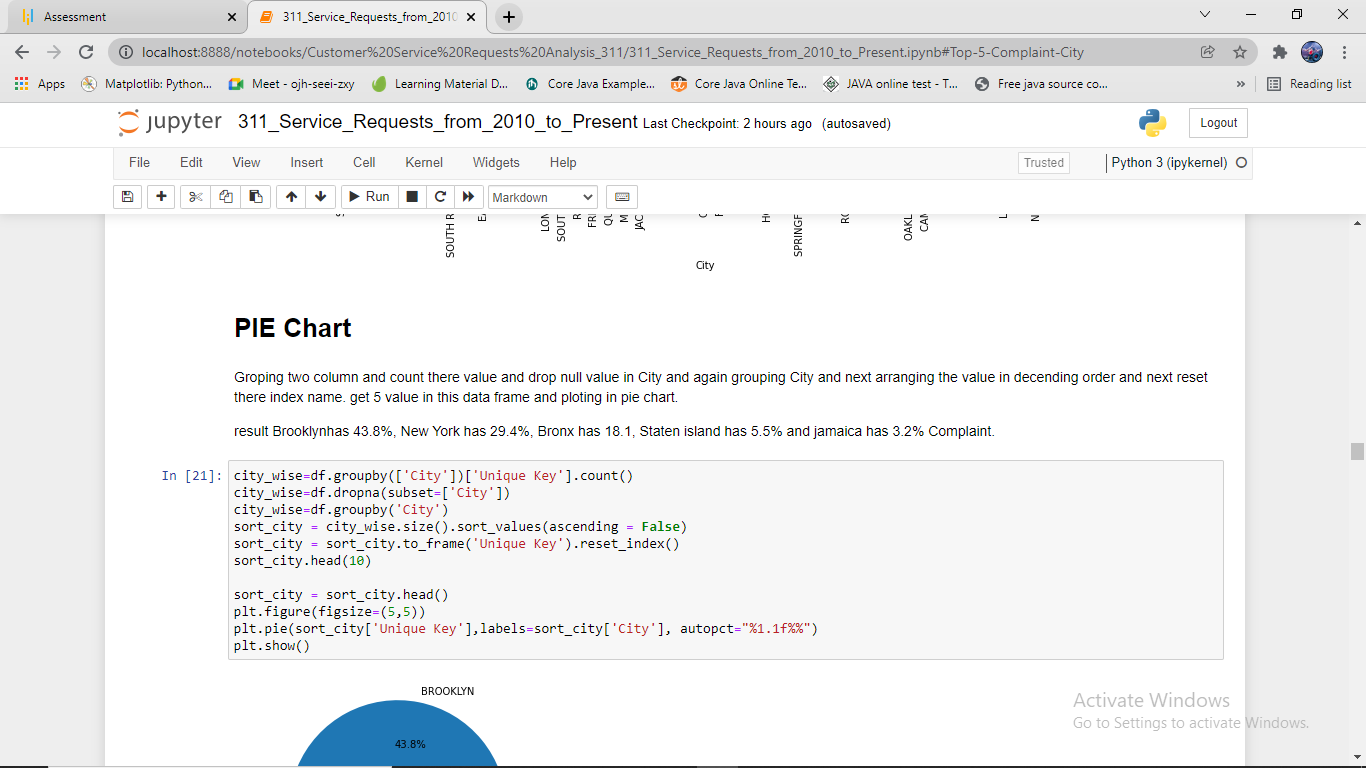 Assessment
311_Service_Requests_from_2010
localhost:8888/notebooks/Customer%20Service%20Requests%20Analysis_311/311_Service_Requests_from_2010_to_Present.ipynb#Top-5-Complaint-City
Apps Matplotlib: Python... Meet - ojh-seei-zxy Learning Material D... Core Java Example... Core Java Online Te... JAVA online test - T... Free java source co... » Reading list
jupyter 311_Service_Requests_from_2010_to_Present Last Checkpoint: 2 hours ago (autosaved) Logout
File Edit View Insert Cell Kernel Widgets Help Trusted Python 3 (ipykernel)
Run Markdown
SOUTH R
LON
SOUT
FRI
QU
JAC
SPRINGF
RO
OAKL
CAM
City
PIE Chart
Groping two column and count there value and drop null value in City and again grouping City and next arranging the value in decending order and next reset
there index name. get 5 value in this data frame and ploting in pie chart.
result Brooklynhas 43.8%, New York has 29.4%, Bronx has 18.1, Staten island has 5.5% and jamaica has 3.2% Complaint.
In [21]: city_wise=df.groupby(['City'])['Unique Key'].count()
city_wise=df.dropna(subset=['City'])
city_wise=df.groupby('City')
sort_city = city_wise.size().sort_values(ascending = False)
sort_city = sort_city.to_frame('Unique Key').reset_index()
sort_city.head(10)
sort_city = sort_city.head()
plt.figure(figsize=(5,5))
plt.pie(sort_city['Unique Key'],labels=sort_city['City'], autopct="%1.1f%%")
plt.show()
BROOKLYN
43.8%
Activate Windows
Go to Settings to activate Windows.